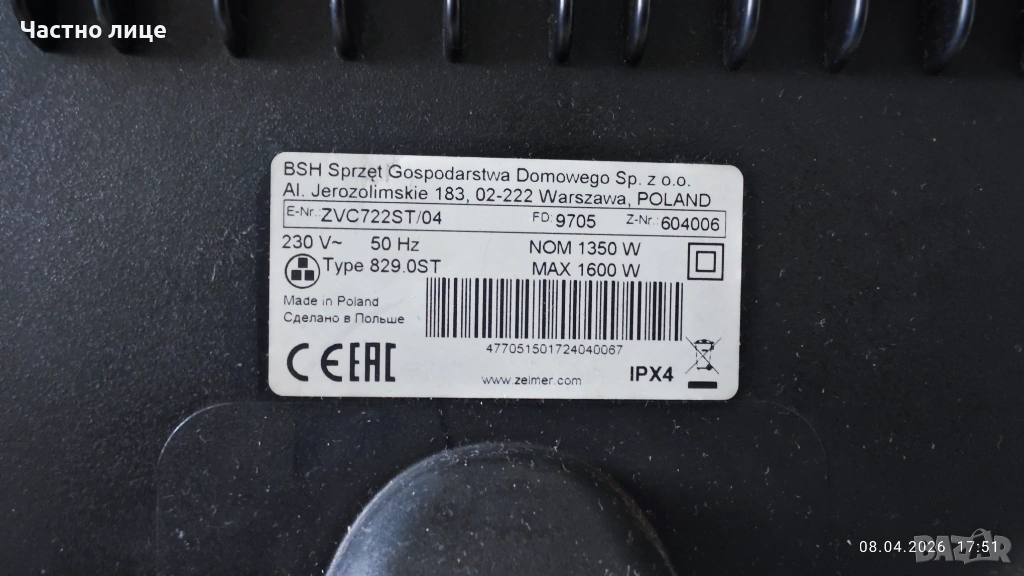 Частно лице
BSH Sprzęt Gospodarstwa Domowego Sp. z o.o.
Al. Jerozolimskie 183, 02-222 Warszawa, POLAND
E-Nr.: ZVC722ST/04 FD: 9705 Z-Nr.: 604006
230 V~ 50 Hz NOM 1350 W
Type 829.0ST MAX 1600 W
Made in Poland
Сделано в Польше
477051501724040067
CE EAC
www.zelmer.com IPX4
BAZAR
08.04.2026 17:51